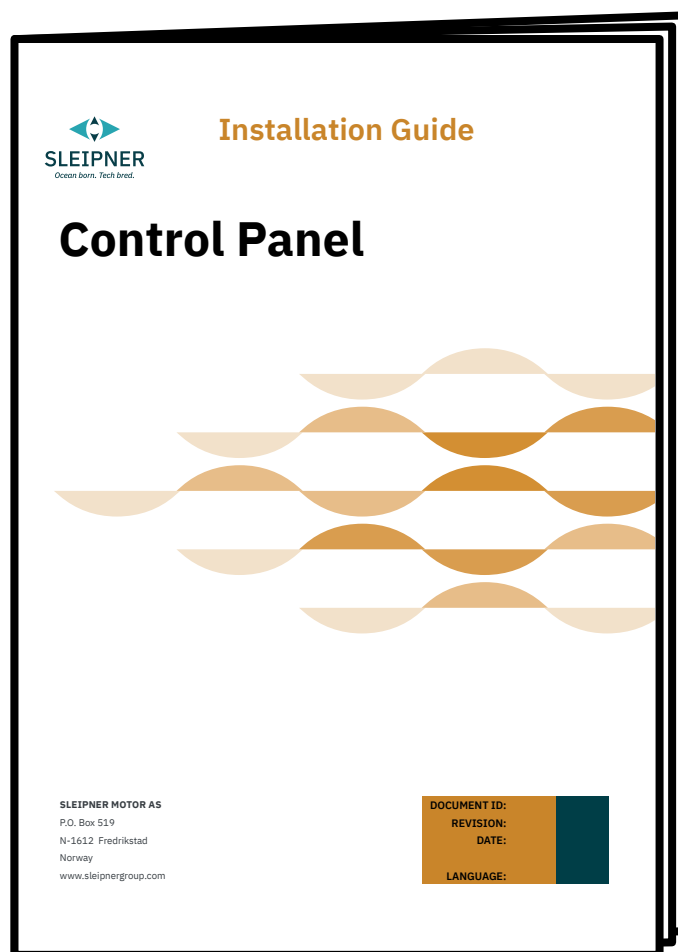 Installation Guide
SLEIPNER
Ocean born. Tech bred.
Control Panel
SLEIPNER MOTOR AS
P.O. Box 519
N-1612 Fredrikstad
Norway
www.sleipnergroup.com
DOCUMENT ID:
REVISION:
DATE:
LANGUAGE: